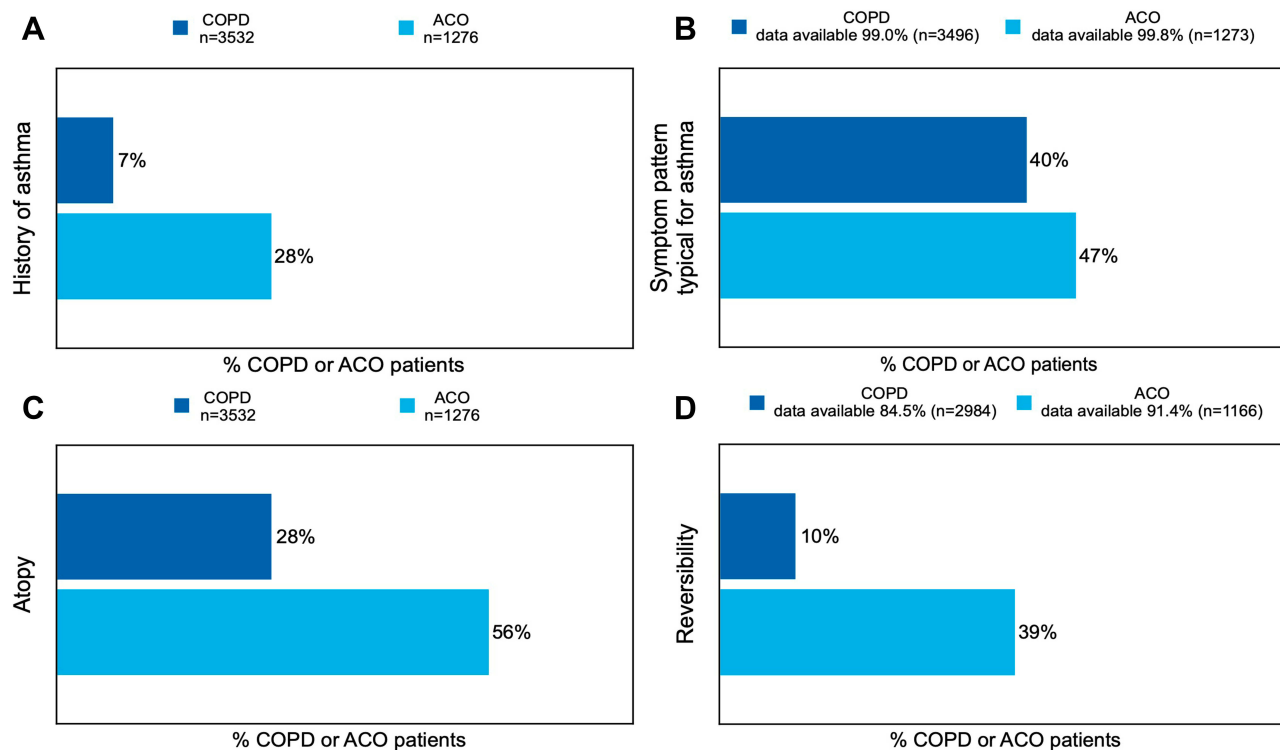 A
COPD
n=3532
ACO
n=1276
History of asthma
7%
28%
% COPD or ACO patients
B
COPD
data available 99.0% (n=3496)
ACO
data available 99.8% (n=1273)
Symptom pattern
typical for asthma
40%
47%
% COPD or ACO patients
C
COPD
n=3532
ACO
n=1276
Atopy
28%
56%
% COPD or ACO patients
D
COPD
data available 84.5% (n=2984)
ACO
data available 91.4% (n=1166)
Reversibility
10%
39%
% COPD or ACO patients